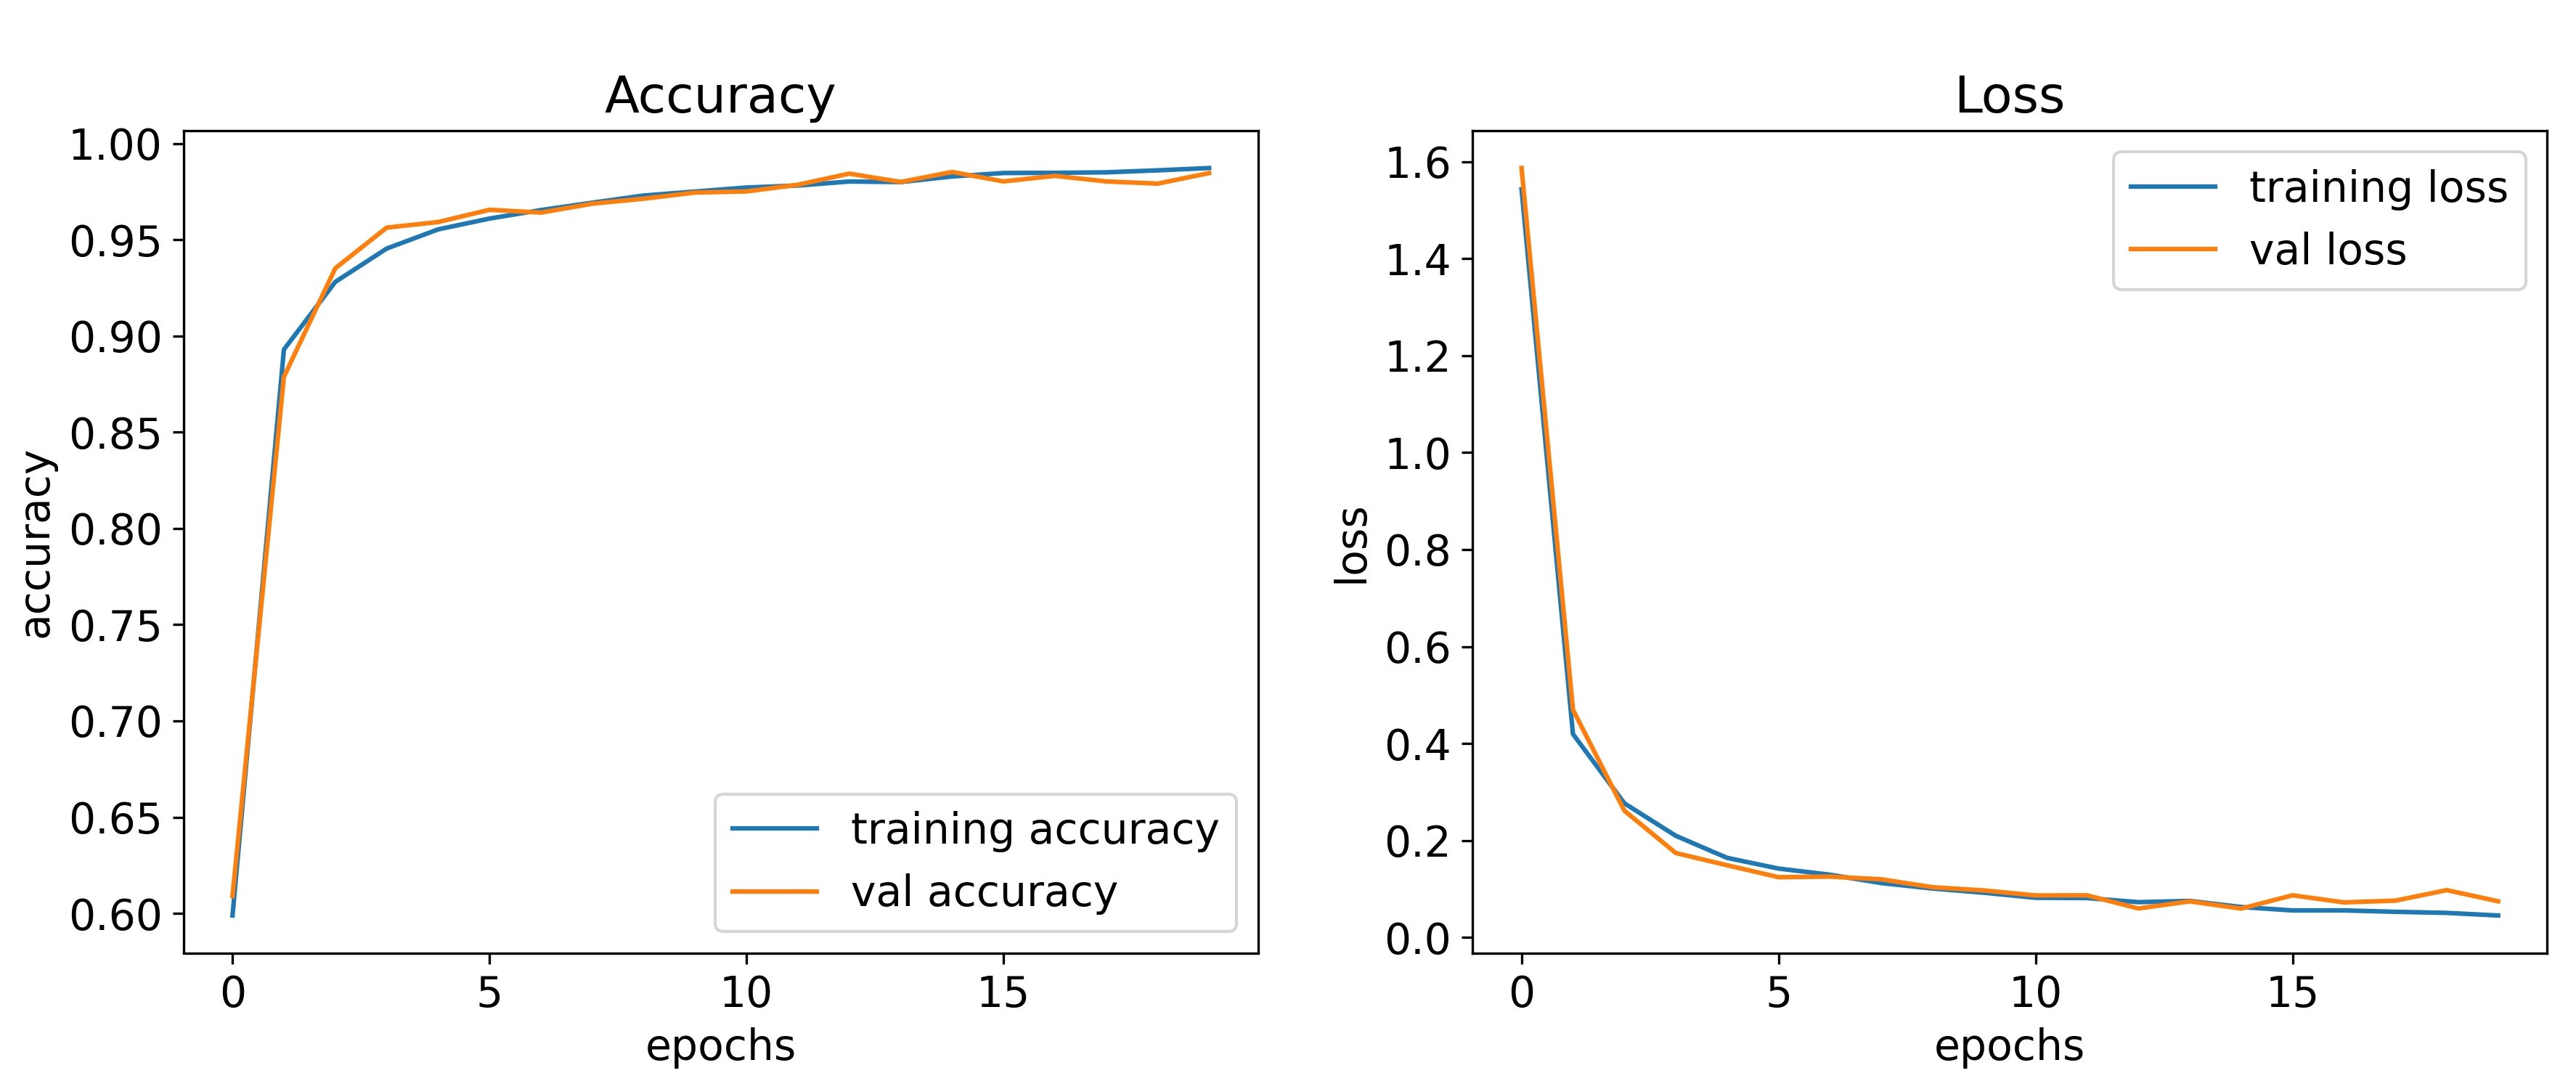 Accuracy
1.00
0.95
0.90
0.85
0.80
0.75
0.70
0.65
0.60
accuracy
training accuracy
val accuracy
0 5 10 15
epochs
Loss
1.6
1.4
1.2
1.0
0.8
0.6
0.4
0.2
0.0
loss
training loss
val loss
0 5 10 15
epochs